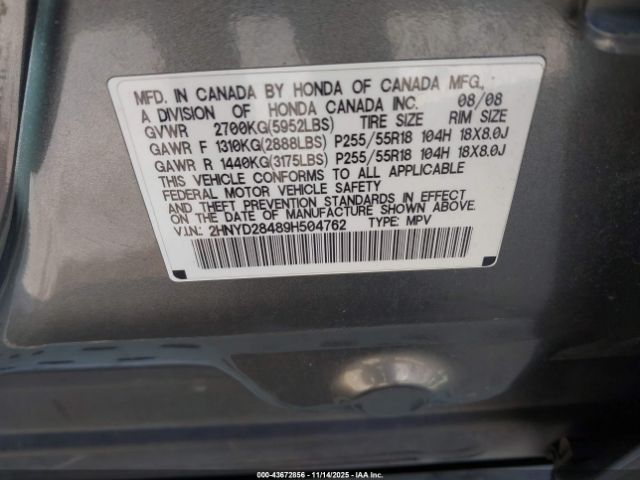 MFD. IN CANADA BY HONDA OF CANADA MFG.,
A DIVISION OF HONDA CANADA INC. 08/08
GVWR 2700KG(5952LBS) TIRE SIZE RIM SIZE
GAWR F 1310KG(2888LBS) P255/55R18 104H 18X8.0J
GAWR R 1440KG(3175LBS) P255/55R18 104H 18X8.0J
THIS VEHICLE CONFORMS TO ALL APPLICABLE
FEDERAL MOTOR VEHICLE SAFETY
AND THEFT PREVENTION STANDARDS IN EFFECT
ON THE DATE OF MANUFACTURE SHOWN ABOVE.
V.I.N.: 2HNYD28489H504762 TYPE: MPV
000-43672856 - 11/14/2025 - IAA, Inc.